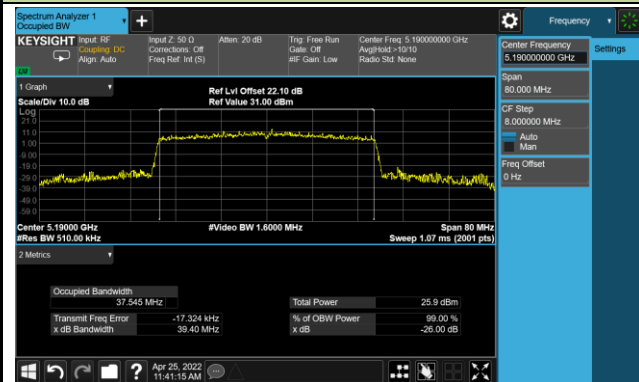 Spectrum Analyzer 1
Occupied BW
Frequency
KEYSIGHT
Input: RF
Coupling: DC
Align: Auto
Input Z: 50 Ω
Corrections: Off
Freq Ref: Int (S)
Atten: 20 dB
Trig: Free Run
Gate: Off
#IF Gain: Low
Center Freq: 5.190000000 GHz
Avg|Hold:>10/10
Radio Std: None
Center Frequency
5.190000000 GHz
Settings
Span
80.000 MHz
CF Step
8.000000 MHz
Auto
Man
Freq Offset
0 Hz
1 Graph
Scale/Div 10.0 dB
Ref Lvl Offset 22.10 dB
Ref Value 31.00 dBm
Log
21.0
11.0
1.00
-9.00
-19.0
-29.0
-39.0
-49.0
-59.0
Center 5.19000 GHz
#Res BW 510.00 kHz
#Video BW 1.6000 MHz
Span 80 MHz
Sweep 1.07 ms (2001 pts)
2 Metrics
Occupied Bandwidth
37.545 MHz
Total Power 25.9 dBm
Transmit Freq Error -17.324 kHz
% of OBW Power 99.00 %
x dB Bandwidth 39.40 MHz
x dB -26.00 dB
Apr 25, 2022
11:41:15 AM